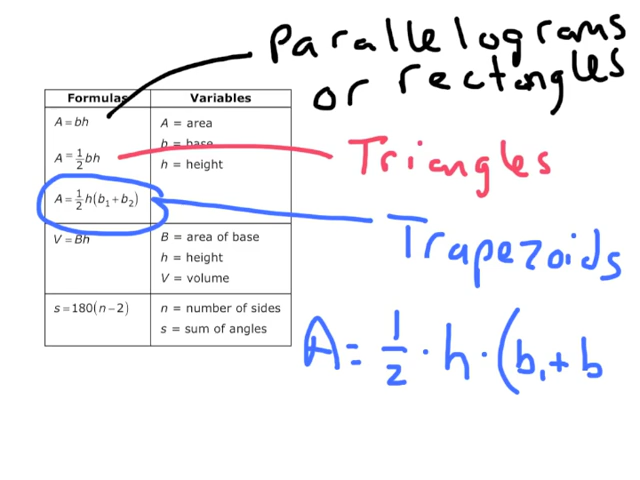 Parallelograms
or rectangles
Formulas Variables
A = bh A = area
b = base
A = 1/2 bh h = height
Triangles
A = 1/2 h(b₁ + b₂)
Trapezoids
V = Bh B = area of base
h = height
V = volume
s = 180(n − 2) n = number of sides
s = sum of angles
A = 1/2 · h · (b₁ + b